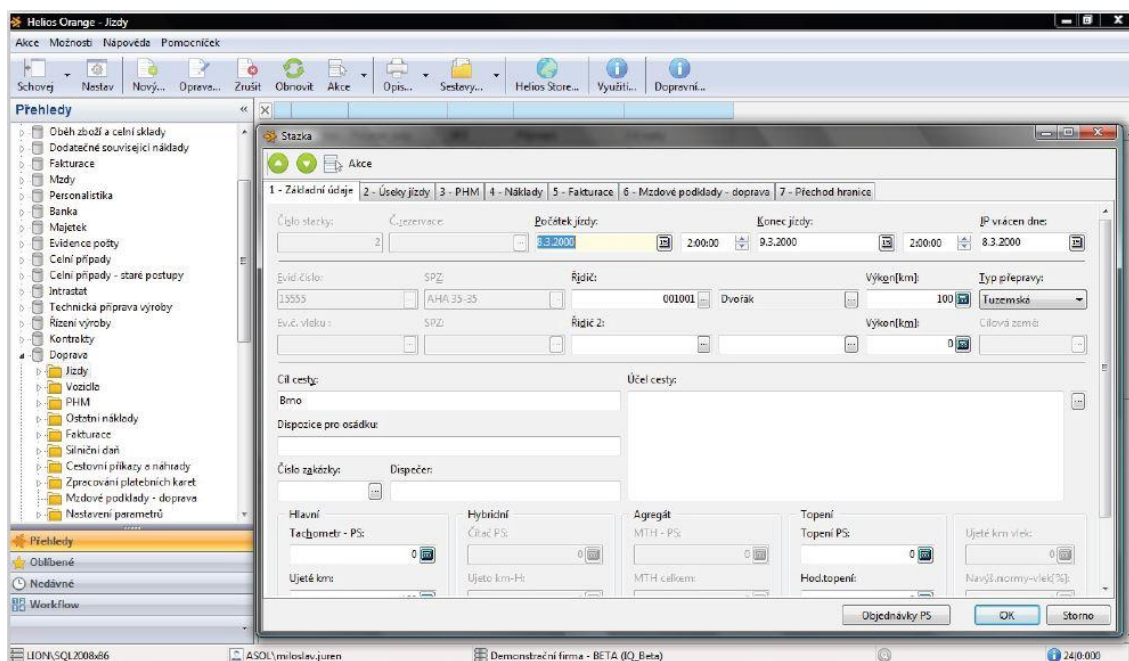 Helios Orange - Jízdy
Akce Možnosti Nápověda Pomocníček
Schovej Nastav Nový... Oprava... Zrušit Obnovit Akce Opis... Sestavy... Helios Store... Využití... Dopravní...
Přehledy «
Oběh zboží a celní sklady
Dodatečné související náklady
Fakturace
Mzdy
Personalistika
Banka
Majetek
Evidence pošty
Celní případy
Celní případy - staré postupy
Intrastat
Technická příprava výroby
Řízení výroby
Kontrakty
Doprava
Jízdy
Vozidla
PHM
Ostatní náklady
Fakturace
Silniční daň
Cestovní příkazy a náhrady
Zpracování platebních karet
Mzdové podklady - doprava
Nastavení parametrů
Přehledy
Oblíbené
Nedávné
Workflow
Stazka
Akce
1 - Základní údaje 2 - Úseky jízdy 3 - PHM 4 - Náklady 5 - Fakturace 6 - Mzdové podklady - doprava 7 - Přechod hranice
Číslo stazky: Č.rezervace: Počátek jízdy: Konec jízdy: JP vrácen dne:
2 8.3.2000 2:00:00 9.3.2000 2:00:00 8.3.2000
Evid.číslo: SPZ Řidič: Výkon[km]: Typ přepravy:
15555 AHA 35-35 001001 Dvořák 100 Tuzemská
Ev.č. vleku : SPZ: Řidič 2: Výkon[km]: Cílová země:
0
Cíl cesty: Účel cesty:
Brno
Dispozice pro osádku:
Číslo zakázky: Dispečer:
Hlavní Hybridní Agregát Topení
Tachometr - PS: Čítač PS: MTH - PS: Topení PS: Ujeté km vlek:
0 0 0 0 0
Ujeté km: Ujeto km-H: MTH celkem: Hod.topení: Navýš.normy-vlek[%]:
Objednávky PS OK Storno
LION\SQL2008x86 ASOL\miloslav.juren Demonstrační firma - BETA (IQ_Beta) 24|0:000